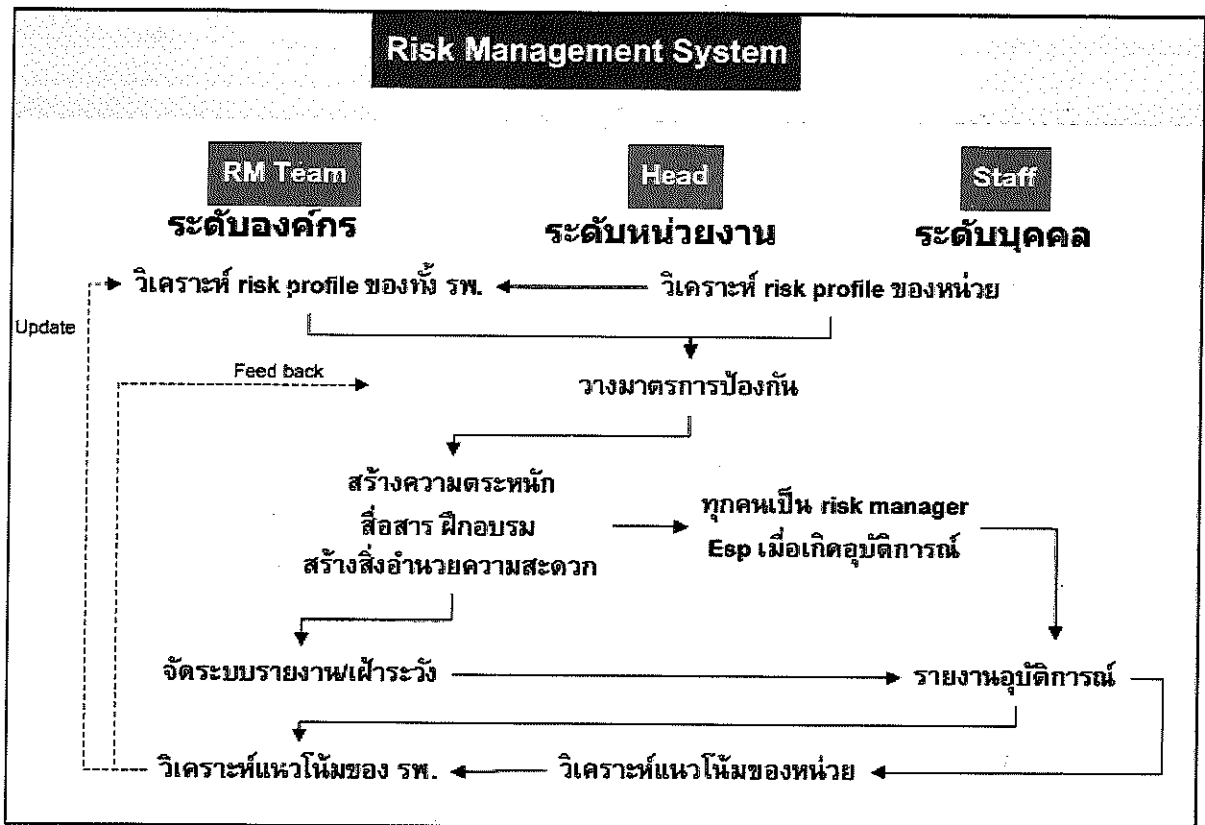 Risk Management System
RM Team
Head
Staff
ระดับองค์กร
ระดับหน่วยงาน
ระดับบุคคล
วิเคราะห์ risk profile ของทั้ง รพ.
วิเคราะห์ risk profile ของหน่วย
Update
Feed back
วางมาตรการป้องกัน
สร้างความตระหนัก
สื่อสาร ฝึกอบรม
สร้างสิ่งอำนวยความสะดวก
ทุกคนเป็น risk manager
Esp เมื่อเกิดอุบัติการณ์
จัดระบบรายงาน/เฝ้าระวัง
รายงานอุบัติการณ์
วิเคราะห์แนวโน้มของ รพ.
วิเคราะห์แนวโน้มของหน่วย